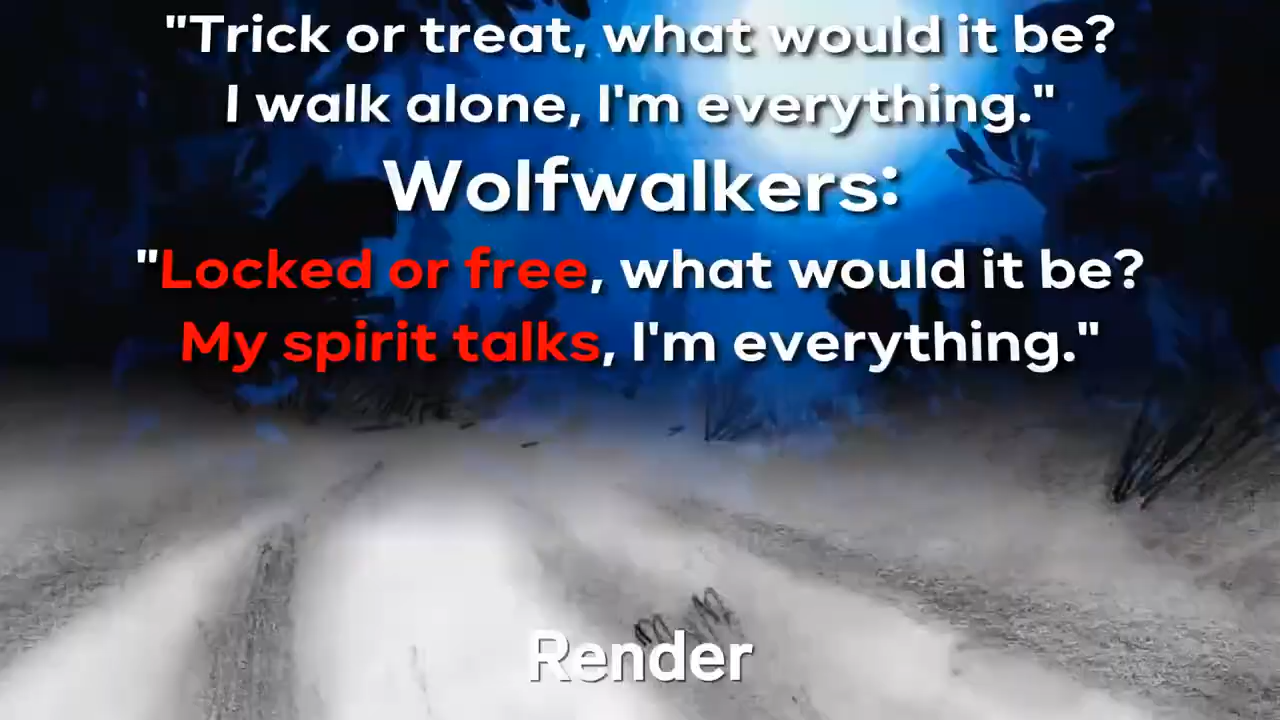 "Trick or treat, what would it be?
I walk alone, I'm everything."
Wolfwalkers:
"Locked or free, what would it be?
My spirit talks, I'm everything."
Render